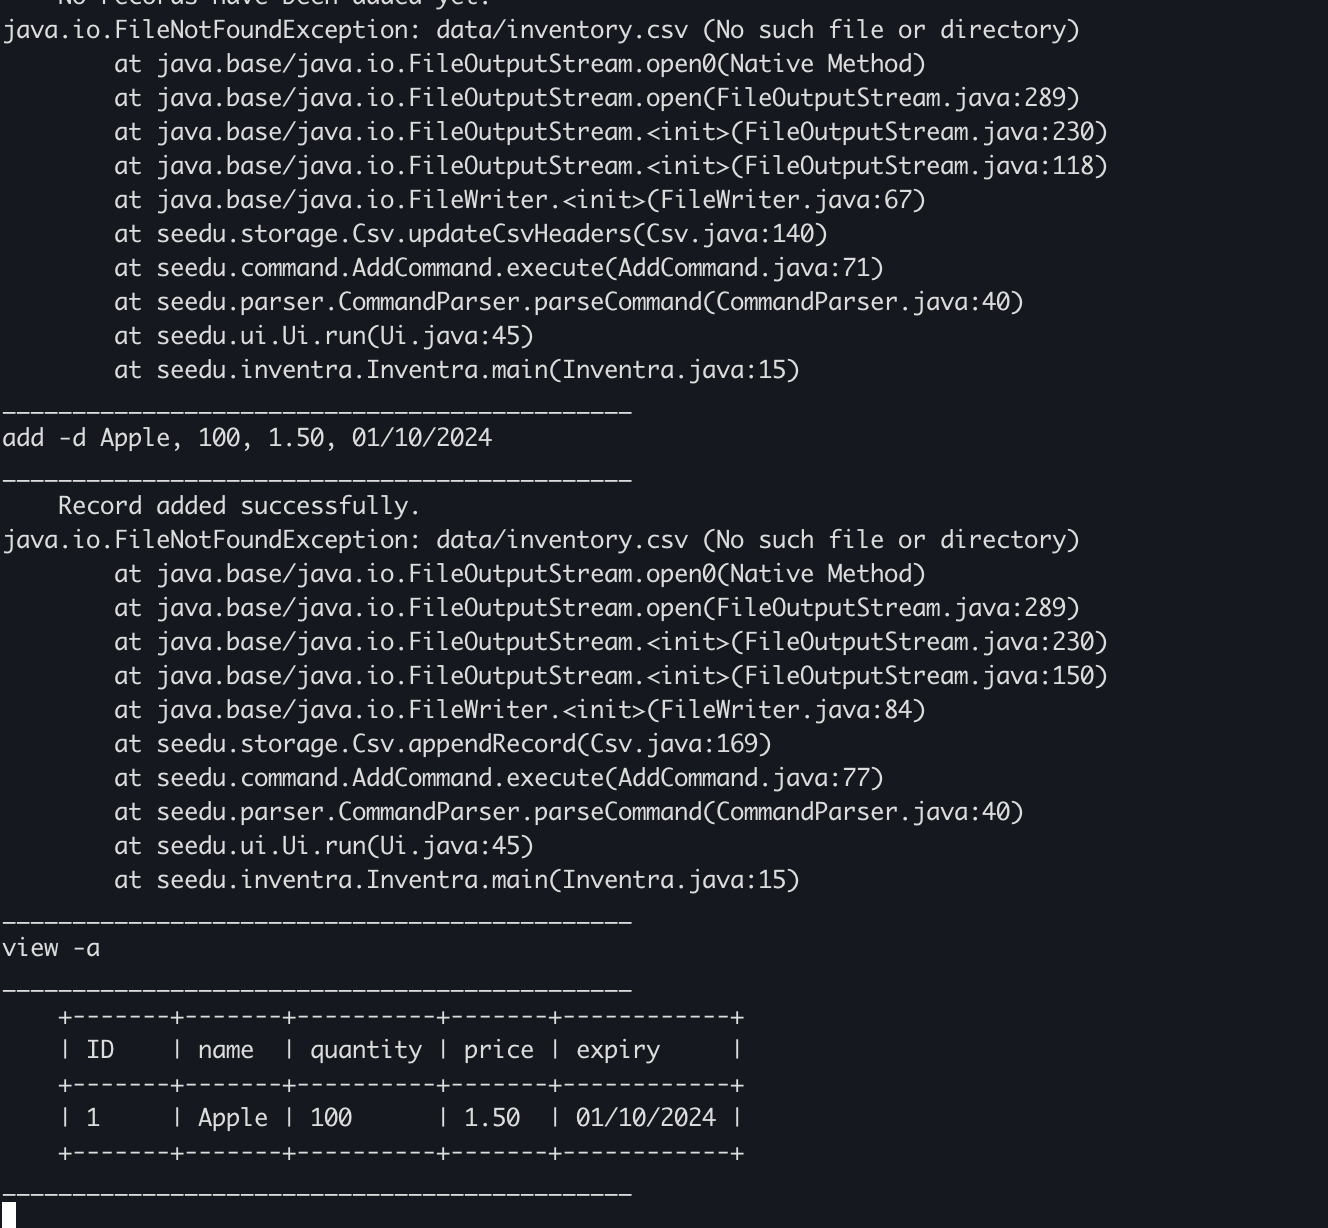 No records have been added yet.
java.io.FileNotFoundException: data/inventory.csv (No such file or directory)
        at java.base/java.io.FileOutputStream.open0(Native Method)
        at java.base/java.io.FileOutputStream.open(FileOutputStream.java:289)
        at java.base/java.io.FileOutputStream.<init>(FileOutputStream.java:230)
        at java.base/java.io.FileOutputStream.<init>(FileOutputStream.java:118)
        at java.base/java.io.FileWriter.<init>(FileWriter.java:67)
        at seedu.storage.Csv.updateCsvHeaders(Csv.java:140)
        at seedu.command.AddCommand.execute(AddCommand.java:71)
        at seedu.parser.CommandParser.parseCommand(CommandParser.java:40)
        at seedu.ui.Ui.run(Ui.java:45)
        at seedu.inventra.Inventra.main(Inventra.java:15)
_____________________________________________
add -d Apple, 100, 1.50, 01/10/2024
_____________________________________________
    Record added successfully.
java.io.FileNotFoundException: data/inventory.csv (No such file or directory)
        at java.base/java.io.FileOutputStream.open0(Native Method)
        at java.base/java.io.FileOutputStream.open(FileOutputStream.java:289)
        at java.base/java.io.FileOutputStream.<init>(FileOutputStream.java:230)
        at java.base/java.io.FileOutputStream.<init>(FileOutputStream.java:150)
        at java.base/java.io.FileWriter.<init>(FileWriter.java:84)
        at seedu.storage.Csv.appendRecord(Csv.java:169)
        at seedu.command.AddCommand.execute(AddCommand.java:77)
        at seedu.parser.CommandParser.parseCommand(CommandParser.java:40)
        at seedu.ui.Ui.run(Ui.java:45)
        at seedu.inventra.Inventra.main(Inventra.java:15)
_____________________________________________
view -a
_____________________________________________
    +-------+-------+----------+-------+------------+
    | ID    | name  | quantity | price | expiry     |
    +-------+-------+----------+-------+------------+
    | 1     | Apple | 100      | 1.50  | 01/10/2024 |
    +-------+-------+----------+-------+------------+
_____________________________________________